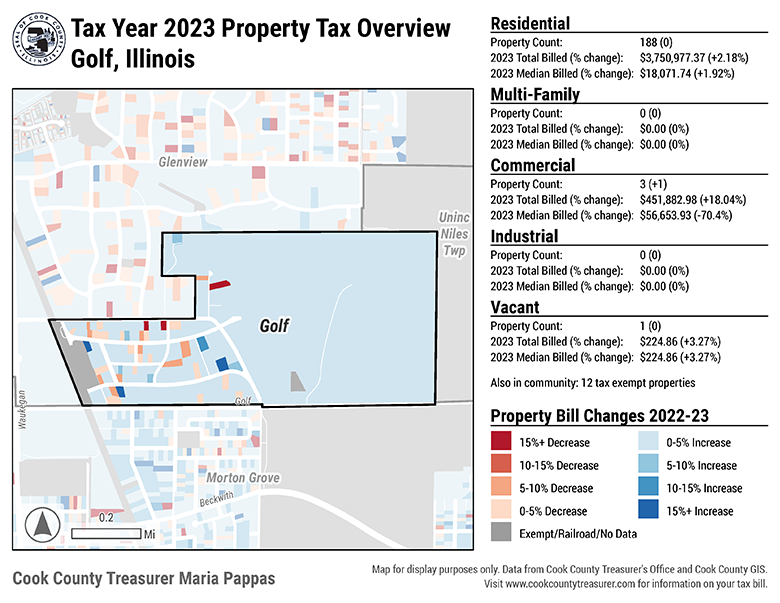 SEAL OF COOK COUNTY
ILLINOIS
Tax Year 2023 Property Tax Overview
Golf, Illinois
Glenview
Uninc
Niles
Twp
Golf
Golf
Waukegan
Morton Grove
Beckwith
0.2
Mi
Residential
Property Count: 188 (0)
2023 Total Billed (% change): $3,750,977.37 (+2.18%)
2023 Median Billed (% change): $18,071.74 (+1.92%)
Multi-Family
Property Count: 0 (0)
2023 Total Billed (% change): $0.00 (0%)
2023 Median Billed (% change): $0.00 (0%)
Commercial
Property Count: 3 (+1)
2023 Total Billed (% change): $451,882.98 (+18.04%)
2023 Median Billed (% change): $56,653.93 (-70.4%)
Industrial
Property Count: 0 (0)
2023 Total Billed (% change): $0.00 (0%)
2023 Median Billed (% change): $0.00 (0%)
Vacant
Property Count: 1 (0)
2023 Total Billed (% change): $224.86 (+3.27%)
2023 Median Billed (% change): $224.86 (+3.27%)
Also in community: 12 tax exempt properties
Property Bill Changes 2022-23
15%+ Decrease
10-15% Decrease
5-10% Decrease
0-5% Decrease
Exempt/Railroad/No Data
0-5% Increase
5-10% Increase
10-15% Increase
15%+ Increase
Cook County Treasurer Maria Pappas
Map for display purposes only. Data from Cook County Treasurer's Office and Cook County GIS.
Visit www.cookcountytreasurer.com for information on your tax bill.